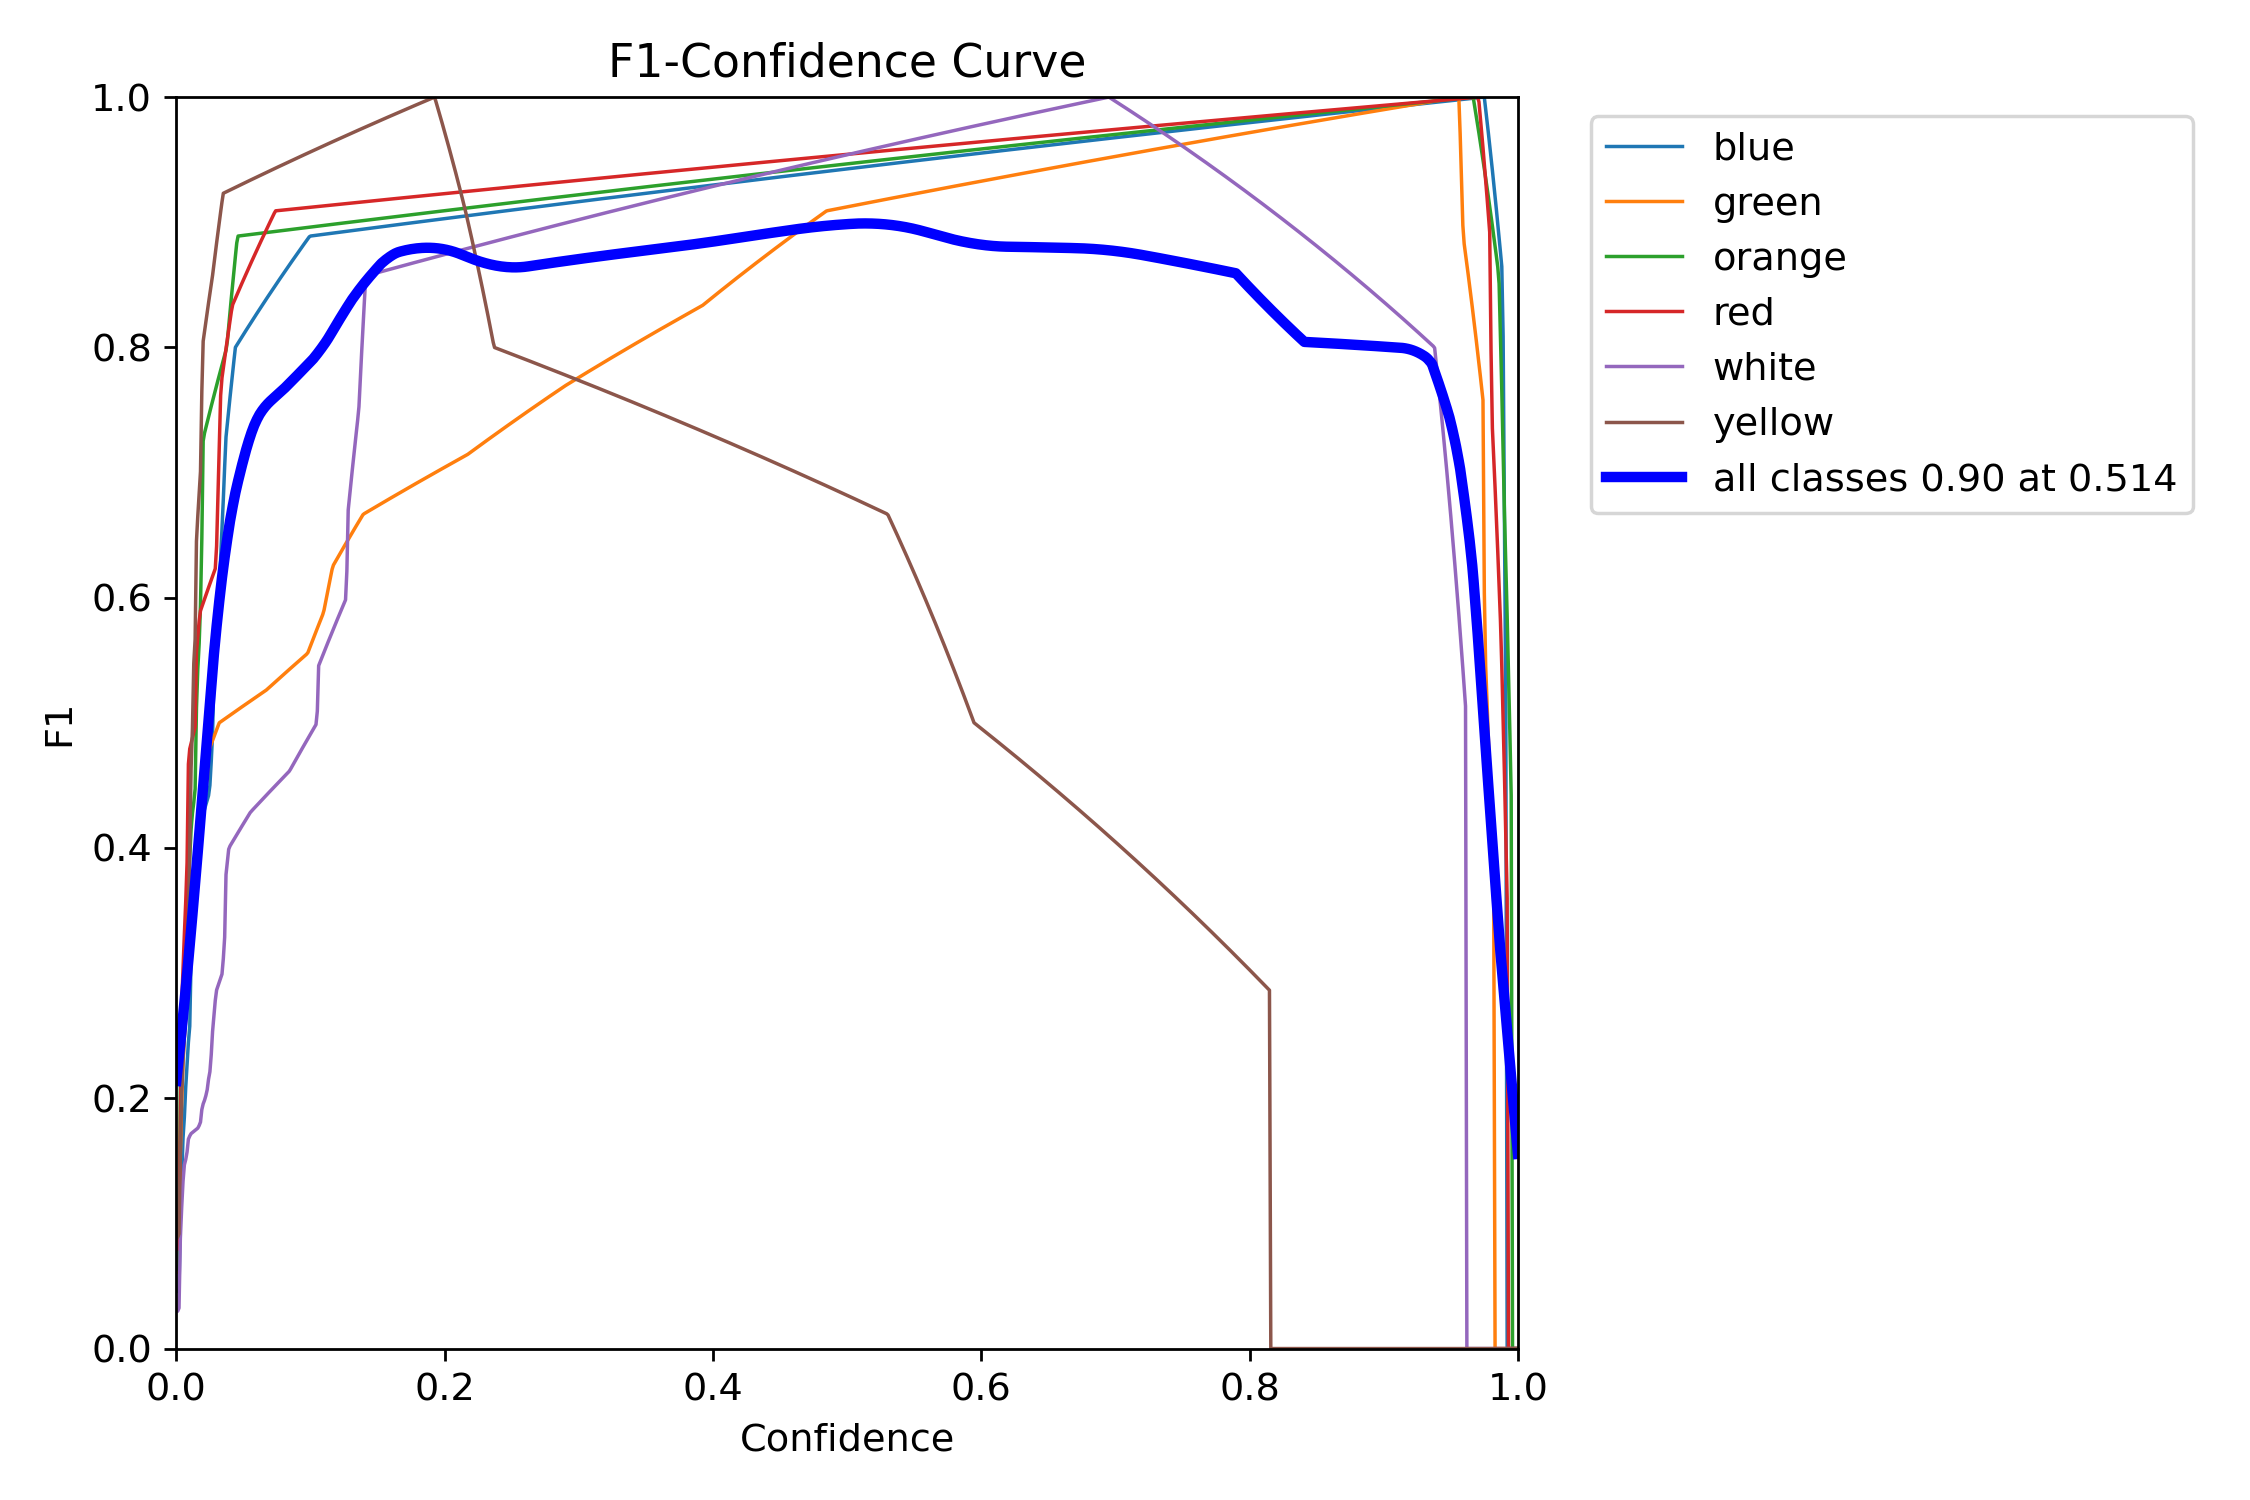 F1-Confidence Curve
1.0
0.8
0.6
0.4
0.2
0.0
F1
0.0 0.2 0.4 0.6 0.8 1.0
Confidence
blue
green
orange
red
white
yellow
all classes 0.90 at 0.514